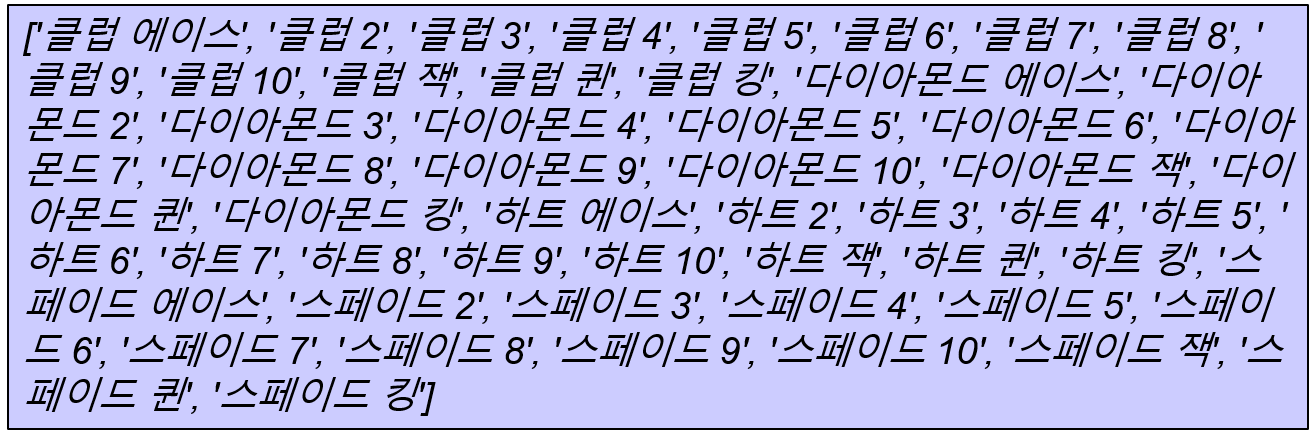 ['클럽 에이스', '클럽 2', '클럽 3', '클럽 4', '클럽 5', '클럽 6', '클럽 7', '클럽 8', '
클럽 9', '클럽 10', '클럽 잭', '클럽 퀸', '클럽 킹', '다이아몬드 에이스', '다이아
몬드 2', '다이아몬드 3', '다이아몬드 4', '다이아몬드 5', '다이아몬드 6', '다이아
몬드 7', '다이아몬드 8', '다이아몬드 9', '다이아몬드 10', '다이아몬드 잭', '다이
아몬드 퀸', '다이아몬드 킹', '하트 에이스', '하트 2', '하트 3', '하트 4', '하트 5', '
하트 6', '하트 7', '하트 8', '하트 9', '하트 10', '하트 잭', '하트 퀸', '하트 킹', '스
페이드 에이스', '스페이드 2', '스페이드 3', '스페이드 4', '스페이드 5', '스페이
드 6', '스페이드 7', '스페이드 8', '스페이드 9', '스페이드 10', '스페이드 잭', '스
페이드 퀸', '스페이드 킹']